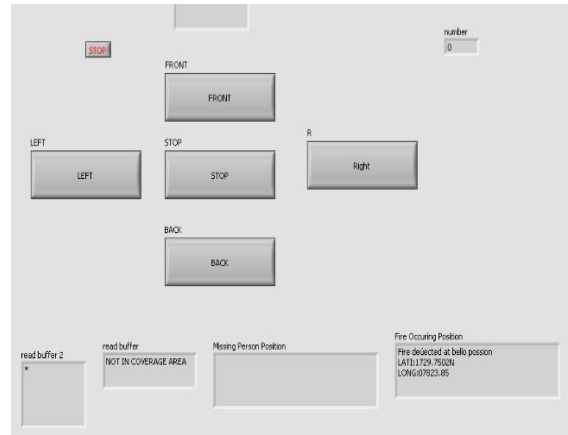 number
STOP
0
FRONT
FRONT
LEFT
STOP
R
LEFT
STOP
Right
BACK
BACK
read buffer 2
*
read buffer
NOT IN COVERAGE AREA
Missing Person Position
Fire Occuring Position
Fire detected at bello possion
LATI:1729.7502N
LONG:07823.85